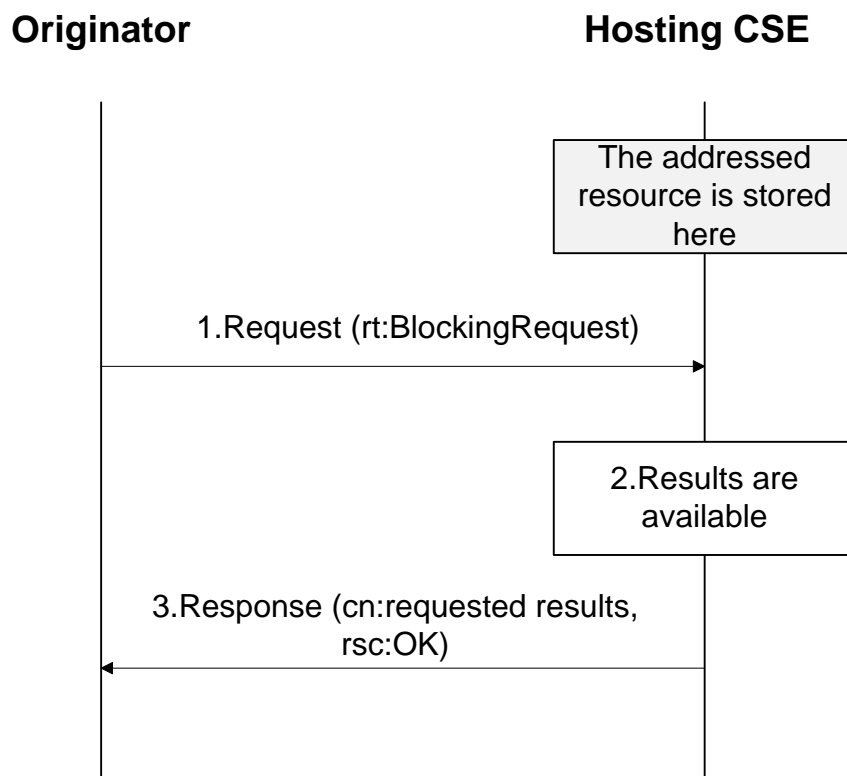 Originator
Hosting CSE
The addressed
resource is stored
here
1.Request (rt:BlockingRequest)
2.Results are
available
3.Response (cn:requested results,
rsc:OK)